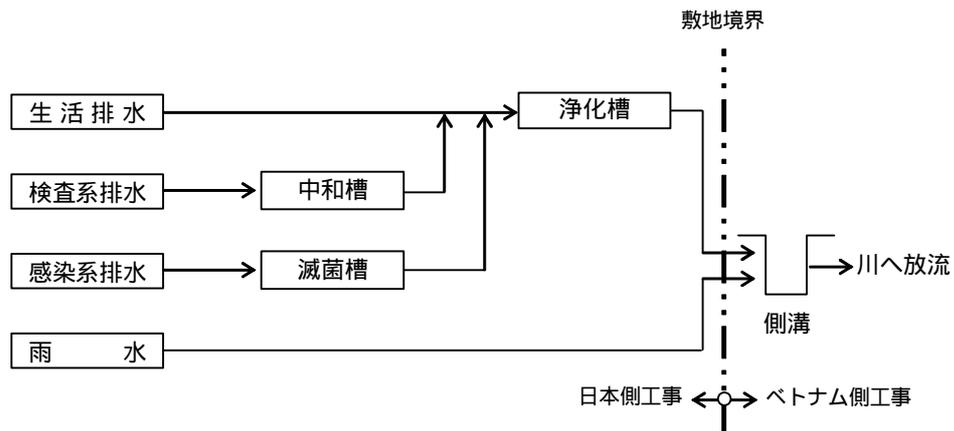 敷地境界
生活排水
浄化槽
検査系排水
中和槽
感染系排水
滅菌槽
川へ放流
側溝
雨　　水
日本側工事
ベトナム側工事